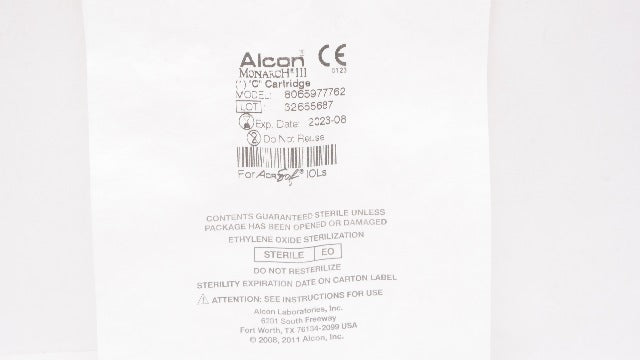 Alcon CE
0123
MONARCH® III
(1) "C" Cartridge
MODEL: 8065977762
LOT: 32655687
Exp. Date: 2023-08
Do Not Reuse
For AcrySof® IOLs
CONTENTS GUARANTEED STERILE UNLESS
PACKAGE HAS BEEN OPENED OR DAMAGED
ETHYLENE OXIDE STERILIZATION
STERILE EO
DO NOT RESTERILIZE
STERILITY EXPIRATION DATE ON CARTON LABEL
ATTENTION: SEE INSTRUCTIONS FOR USE
Alcon Laboratories, Inc.
6201 South Freeway
Fort Worth, TX 76134-2099 USA
© 2008, 2011 Alcon, Inc.